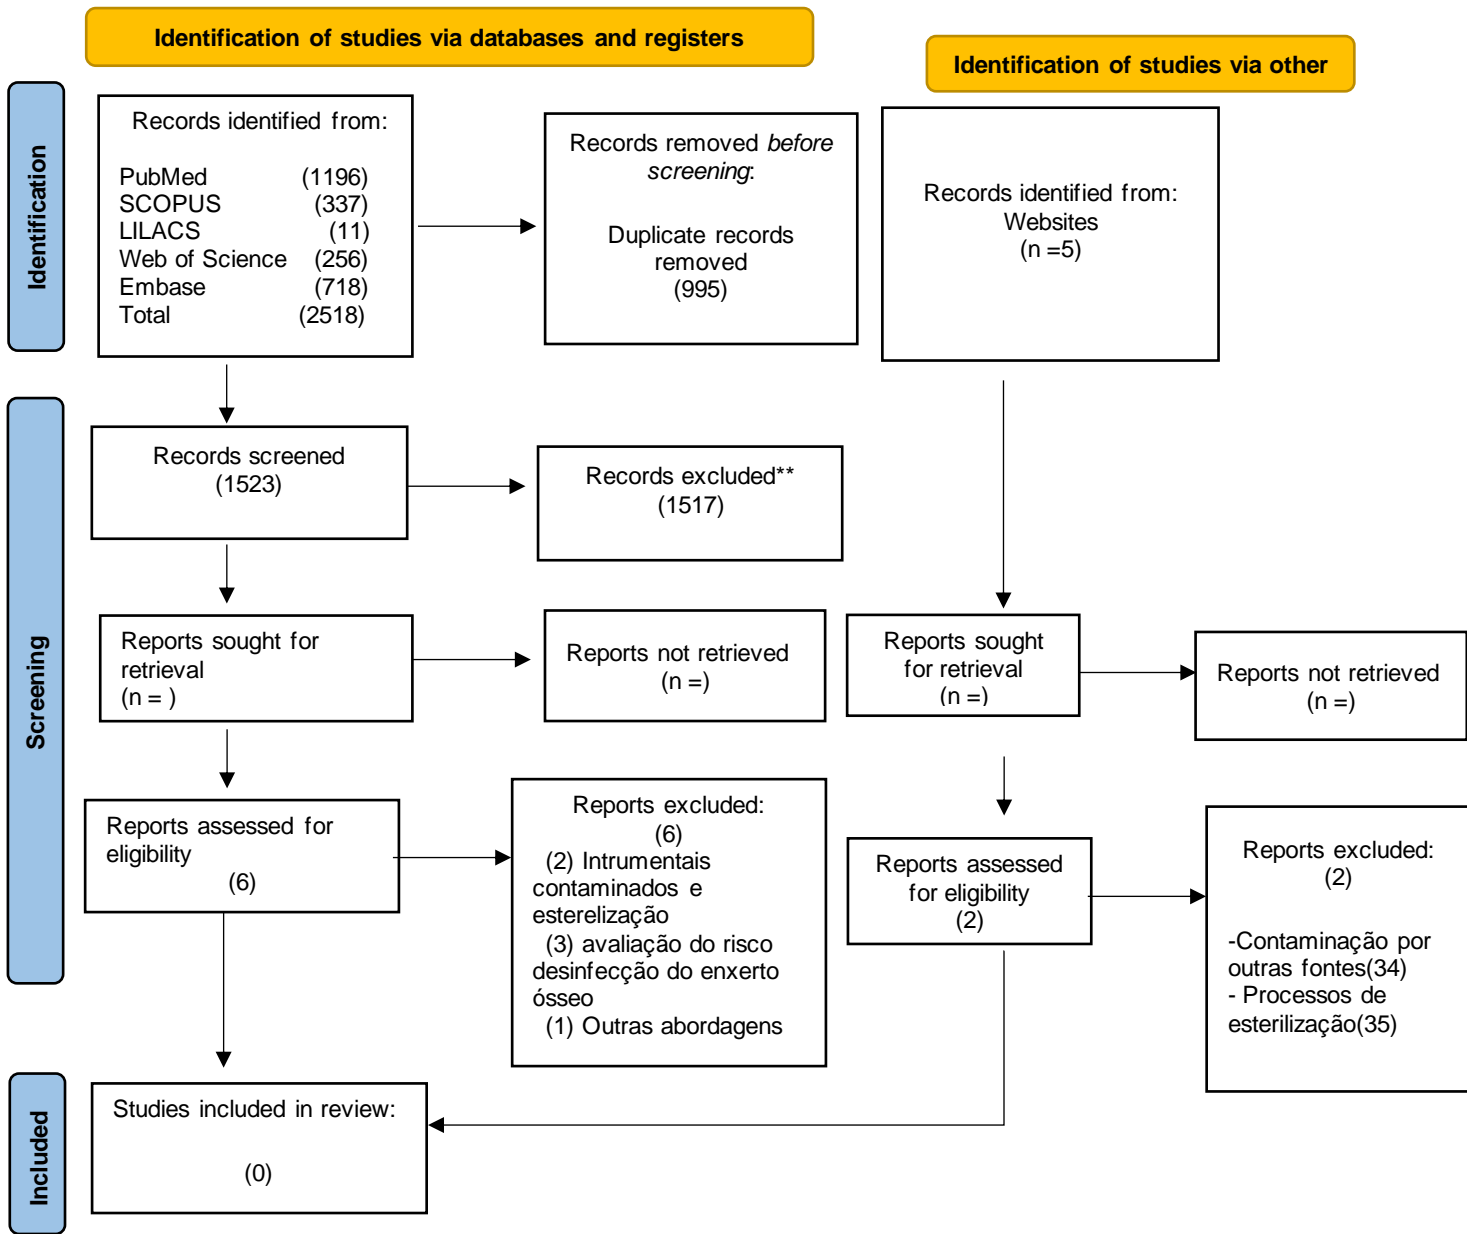 Identification of studies via databases and registers
Identification of studies via other
Identification
Records identified from:
PubMed (1196)
SCOPUS (337)
LILACS (11)
Web of Science (256)
Embase (718)
Total (2518)
Records removed before
screening:
Duplicate records
removed
(995)
Records identified from:
Websites
(n =5)
Screening
Records screened
(1523)
Records excluded**
(1517)
Reports sought for
retrieval
(n = )
Reports not retrieved
(n =)
Reports sought
for retrieval
(n =)
Reports not retrieved
(n =)
Reports assessed for
eligibility
(6)
Reports excluded:
(6)
(2) Intrumentais
contaminados e
esterelização
(3) avaliação do risco
desinfecção do enxerto
ósseo
(1) Outras abordagens
Reports assessed
for eligibility
(2)
Reports excluded:
(2)
-Contaminação por
outras fontes(34)
- Processos de
esterilização(35)
Included
Studies included in review:
(0)